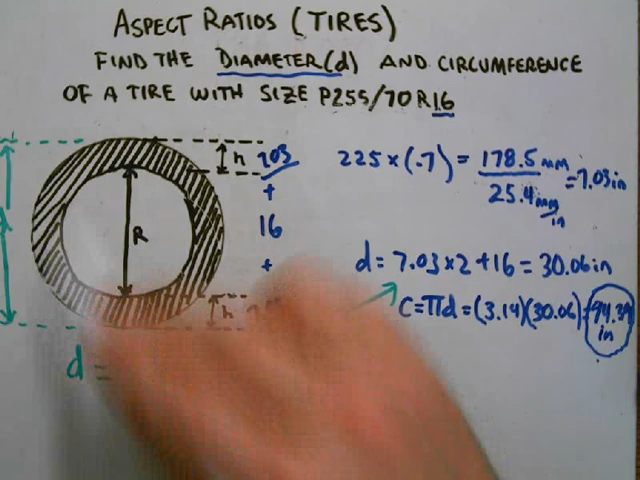 ASPECT RATIOS (TIRES)
FIND THE DIAMETER(d) AND CIRCUMFERENCE
OF A TIRE WITH SIZE P255/70R16
h 7.03
+
16
+
h
R
225 × (.7) = 178.5 mm / 25.4 mm/in = 7.03 in
d = 7.03 × 2 + 16 = 30.06 in
C = πd = (3.14)(30.06) = 94.39 in
d =